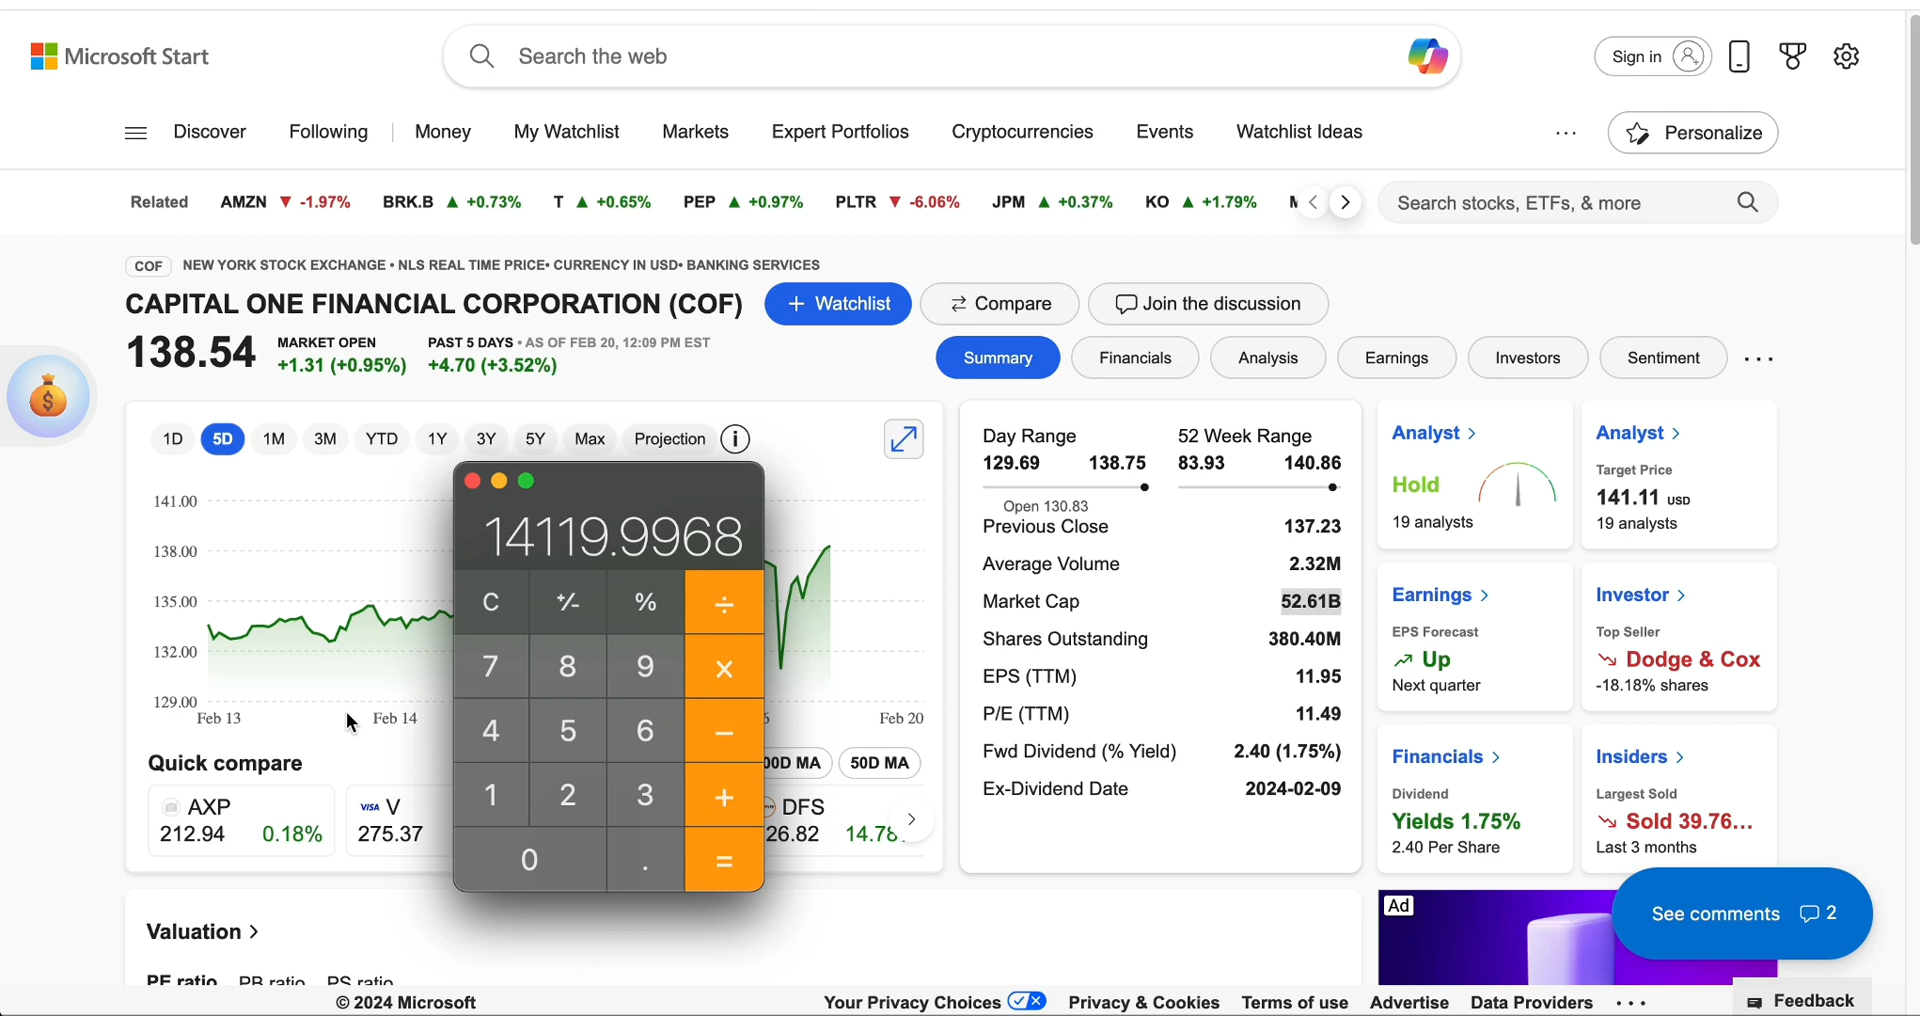 Microsoft Start
Search the web
Sign in
Discover Following Money My Watchlist Markets Expert Portfolios Cryptocurrencies Events Watchlist Ideas ... Personalize
Related AMZN ▼ -1.97% BRK.B ▲ +0.73% T ▲ +0.65% PEP ▲ +0.97% PLTR ▼ -6.06% JPM ▲ +0.37% KO ▲ +1.79% Search stocks, ETFs, & more
COF NEW YORK STOCK EXCHANGE • NLS REAL TIME PRICE• CURRENCY IN USD• BANKING SERVICES
CAPITAL ONE FINANCIAL CORPORATION (COF) + Watchlist Compare Join the discussion
138.54
MARKET OPEN
+1.31 (+0.95%)
PAST 5 DAYS • AS OF FEB 20, 12:09 PM EST
+4.70 (+3.52%)
Summary Financials Analysis Earnings Investors Sentiment ...
1D 5D 1M 3M YTD 1Y 3Y 5Y Max Projection
141.00
138.00
135.00
132.00
129.00
Feb 13 Feb 14 Feb 20
14119.9968
C +/- % ÷
7 8 9 ×
4 5 6 −
1 2 3 +
0 . =
Quick compare
00D MA 50D MA
AXP
212.94 0.18%
VISA V
275.37
DFS
26.82 14.78
Day Range
129.69 138.75
Open 130.83
52 Week Range
83.93 140.86
Previous Close 137.23
Average Volume 2.32M
Market Cap 52.61B
Shares Outstanding 380.40M
EPS (TTM) 11.95
P/E (TTM) 11.49
Fwd Dividend (% Yield) 2.40 (1.75%)
Ex-Dividend Date 2024-02-09
Analyst >
Hold
19 analysts
Analyst >
Target Price
141.11 USD
19 analysts
Earnings >
EPS Forecast
Up
Next quarter
Investor >
Top Seller
Dodge & Cox
-18.18% shares
Financials >
Dividend
Yields 1.75%
2.40 Per Share
Insiders >
Largest Sold
Sold 39.76...
Last 3 months
Valuation >
PE ratio PB ratio PS ratio
Ad
See comments 2
© 2024 Microsoft
Your Privacy Choices Privacy & Cookies Terms of use Advertise Data Providers ... Feedback